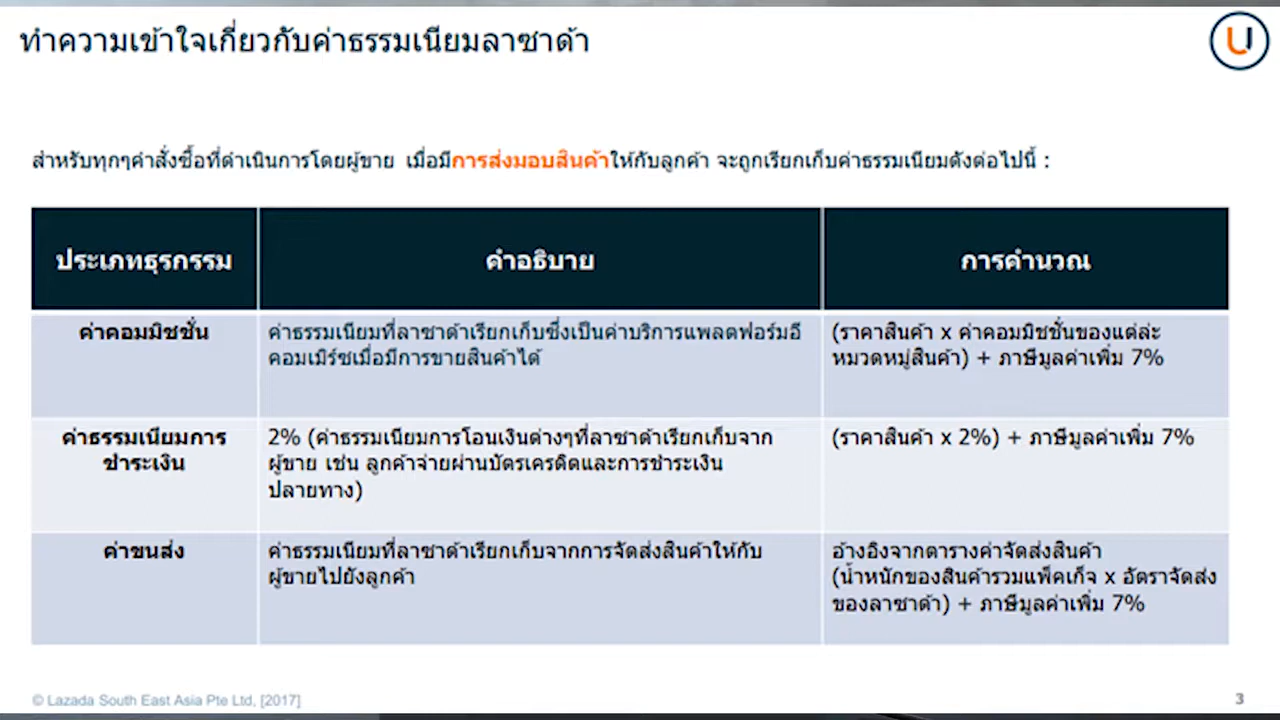 ทำความเข้าใจเกี่ยวกับค่าธรรมเนียมลาซาด้า
สำหรับทุกๆคำสั่งซื้อที่ดำเนินการโดยผู้ขาย เมื่อมีการส่งมอบสินค้าให้กับลูกค้า จะถูกเรียกเก็บค่าธรรมเนียมดังต่อไปนี้ :
ประเภทธุรกรรม
คำอธิบาย
การคำนวณ
ค่าคอมมิชชั่น
ค่าธรรมเนียมที่ลาซาด้าเรียกเก็บซึ่งเป็นค่าบริการแพลตฟอร์มอี
คอมเมิร์ซเมื่อมีการขายสินค้าได้
(ราคาสินค้า x ค่าคอมมิชชั่นของแต่ล่ะ
หมวดหมู่สินค้า) + ภาษีมูลค่าเพิ่ม 7%
ค่าธรรมเนียมการ
ชำระเงิน
2% (ค่าธรรมเนียมการโอนเงินต่างๆที่ลาซาด้าเรียกเก็บจาก
ผู้ขาย เช่น ลูกค้าจ่ายผ่านบัตรเครดิตและการชำระเงิน
ปลายทาง)
(ราคาสินค้า x 2%) + ภาษีมูลค่าเพิ่ม 7%
ค่าขนส่ง
ค่าธรรมเนียมที่ลาซาด้าเรียกเก็บจากการจัดส่งสินค้าให้กับ
ผู้ขายไปยังลูกค้า
อ้างอิงจากตารางค่าจัดส่งสินค้า
(น้ำหนักของสินค้ารวมแพ็คเก็จ x อัตราจัดส่ง
ของลาซาด้า) + ภาษีมูลค่าเพิ่ม 7%
© Lazada South East Asia Pte Ltd, [2017]
3